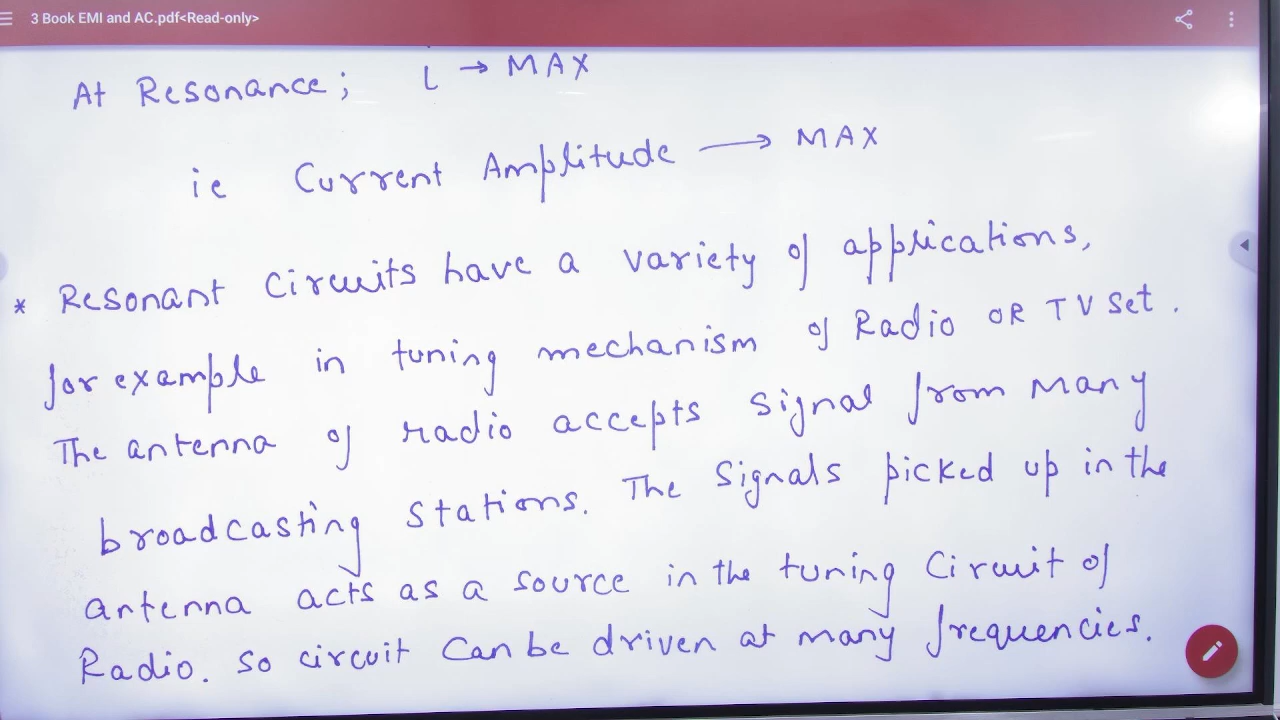 3 Book EMI and AC.pdf<Read-only>
At Resonance; i → MAX
ie Current Amplitude → MAX
* Resonant Circuits have a variety of applications,
for example in tuning mechanism of Radio OR TV set.
The antenna of radio accepts signal from Many
broadcasting stations. The signals picked up in the
antenna acts as a source in the tuning Circuit of
Radio. So circuit Can be driven at many frequencies.